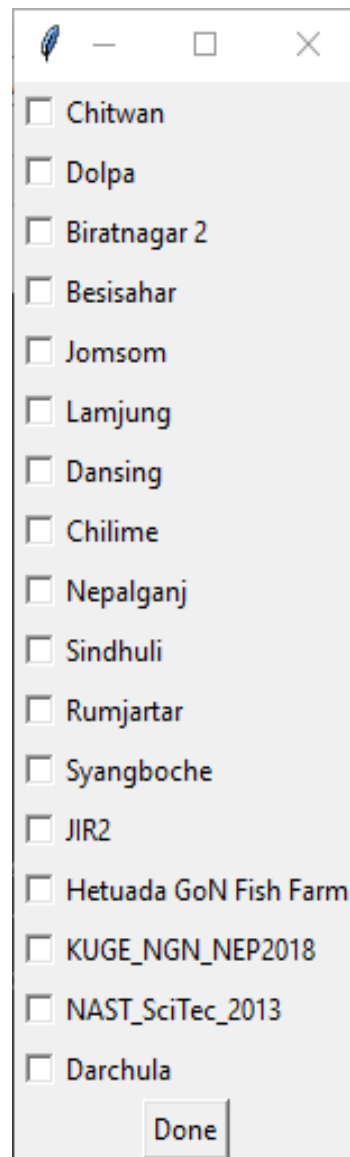 Chitwan
Dolpa
Biratnagar 2
Besisahar
Jomsom
Lamjung
Dansing
Chilime
Nepalganj
Sindhuli
Rumjartar
Syangboche
JIR2
Hetuada GoN Fish Farm
KUGE_NGN_NEP2018
NAST_SciTec_2013
Darchula
Done